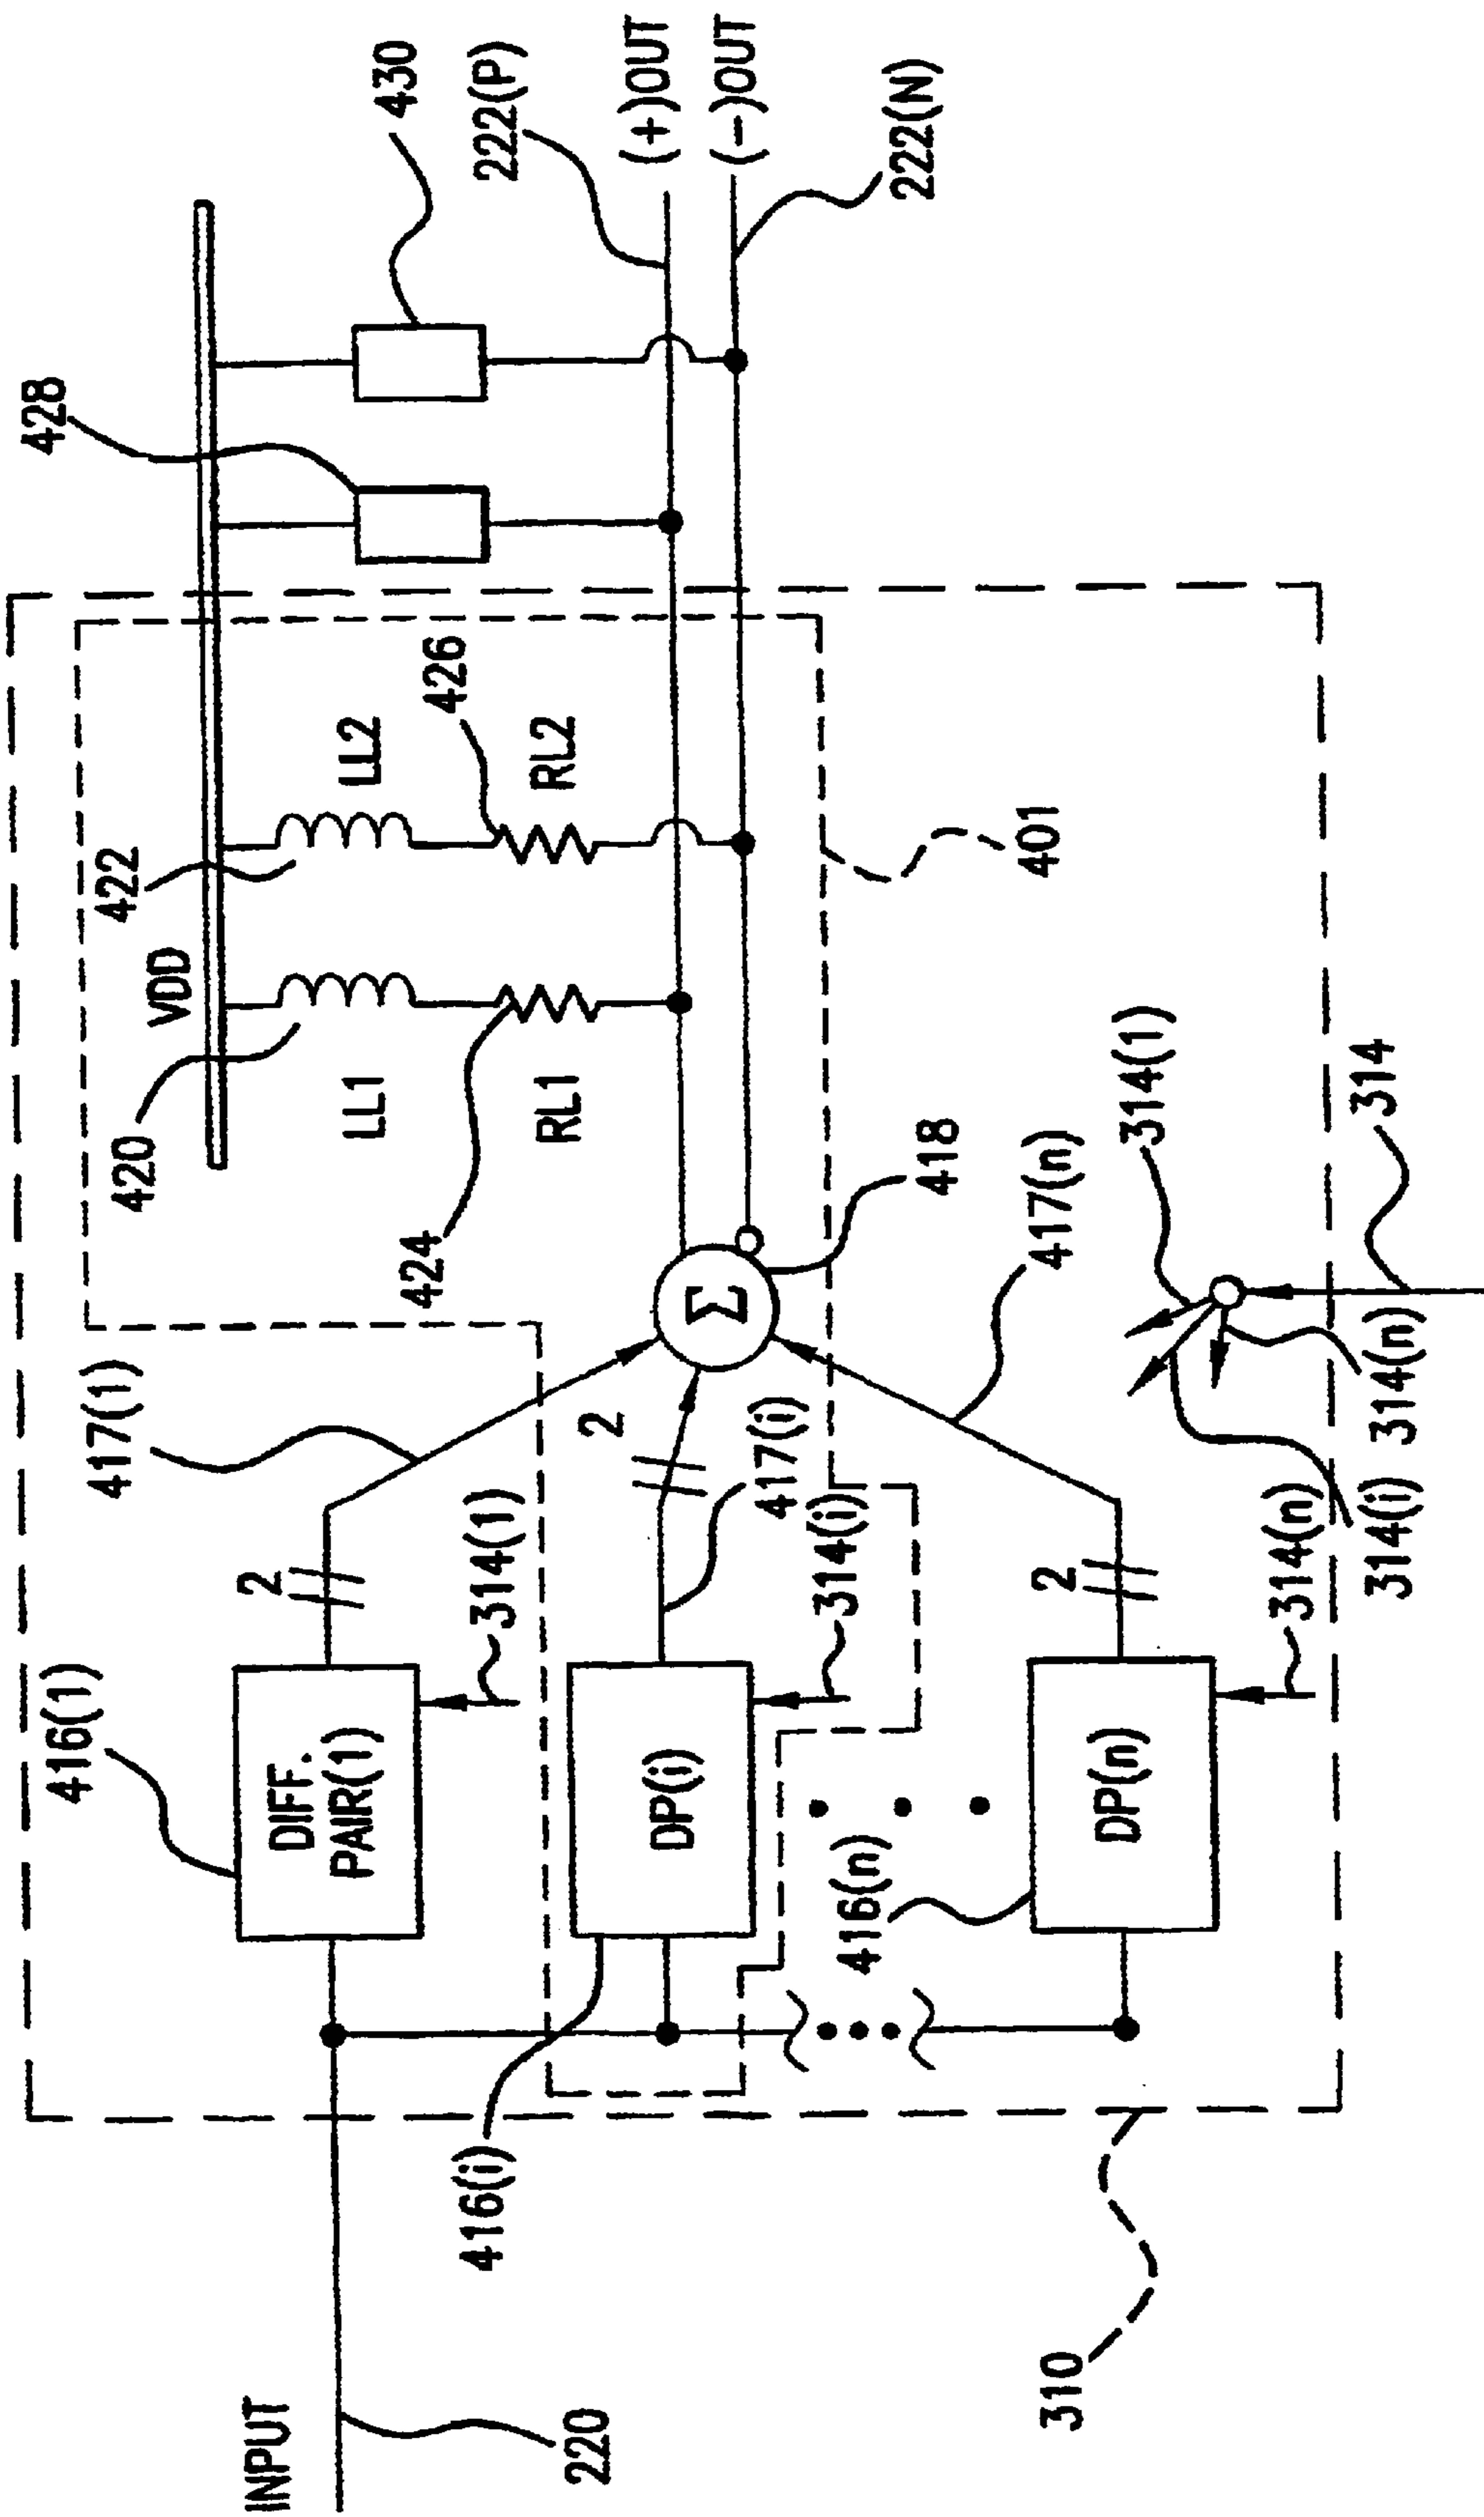 428
430
222(P)
(+)OUT
(-)OUT
222(N)
422
VDD
420
LL1
LL2
426
RL1
RL2
424
401
418
417(1)
417(n)
2
Σ
2
417(i)
314(1)
314
314(n)
314(i)
416(1)
DIFF.
PAIR(1)
314(1)
DP(i)
314(i)
2
416(n)
DP(n)
314(n)
INPUT
220
416(i)
310